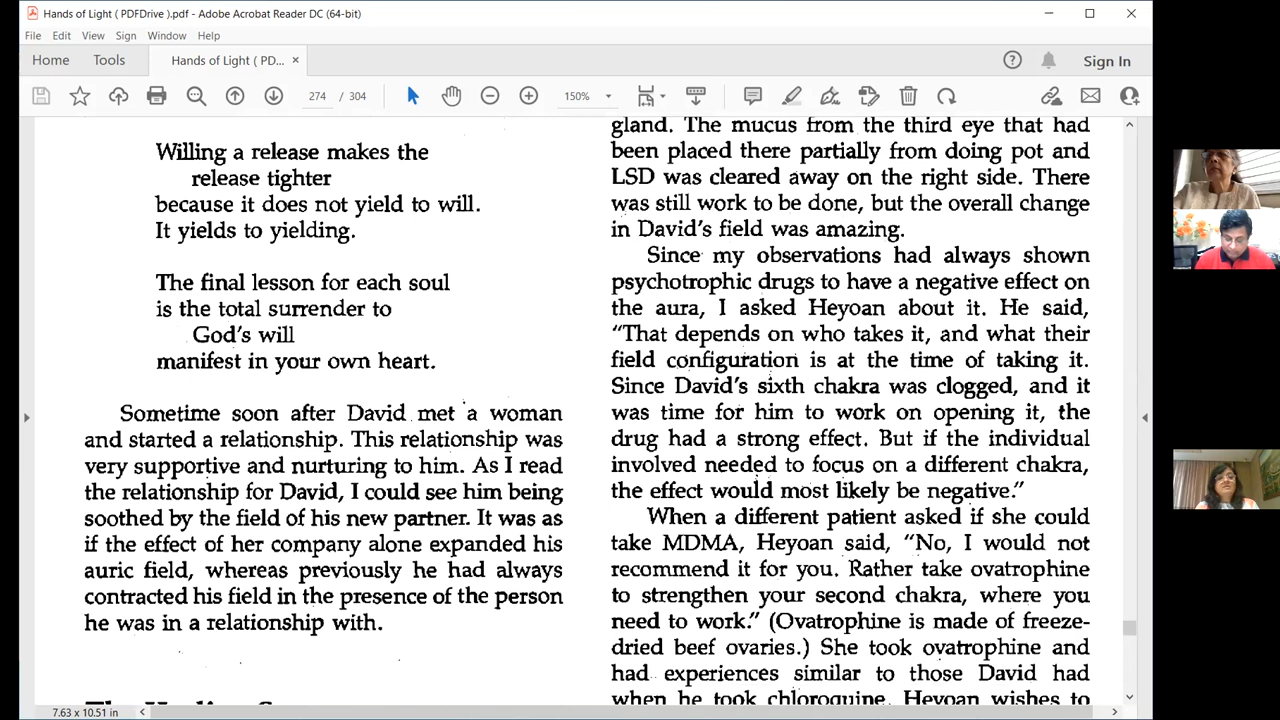 Hands of Light ( PDFDrive ).pdf - Adobe Acrobat Reader DC (64-bit)
File Edit View Sign Window Help
Home Tools Hands of Light ( PD... × Sign In
274 / 304 150%
Willing a release makes the
release tighter
because it does not yield to will.
It yields to yielding.
The final lesson for each soul
is the total surrender to
God's will
manifest in your own heart.
Sometime soon after David met a woman
and started a relationship. This relationship was
very supportive and nurturing to him. As I read
the relationship for David, I could see him being
soothed by the field of his new partner. It was as
if the effect of her company alone expanded his
auric field, whereas previously he had always
contracted his field in the presence of the person
he was in a relationship with.
gland. The mucus from the third eye that had
been placed there partially from doing pot and
LSD was cleared away on the right side. There
was still work to be done, but the overall change
in David's field was amazing.
Since my observations had always shown
psychotrophic drugs to have a negative effect on
the aura, I asked Heyoan about it. He said,
"That depends on who takes it, and what their
field configuration is at the time of taking it.
Since David's sixth chakra was clogged, and it
was time for him to work on opening it, the
drug had a strong effect. But if the individual
involved needed to focus on a different chakra,
the effect would most likely be negative."
When a different patient asked if she could
take MDMA, Heyoan said, "No, I would not
recommend it for you. Rather take ovatrophine
to strengthen your second chakra, where you
need to work." (Ovatrophine is made of freeze-
dried beef ovaries.) She took ovatrophine and
had experiences similar to those David had
when he took chloroquine. Heyoan wishes to
7.63 x 10.51 in